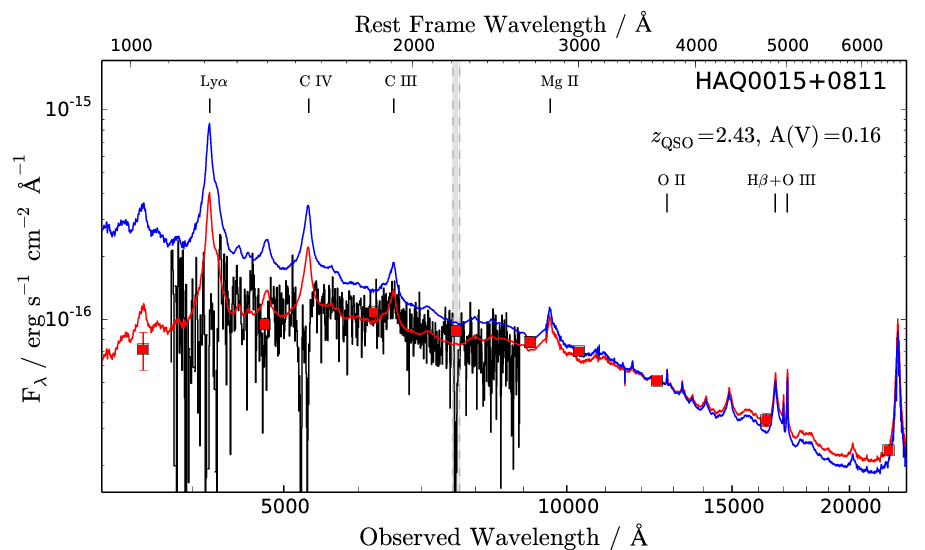 Rest Frame Wavelength / Å
1000 2000 3000 4000 5000 6000
Lyα C IV C III Mg II HAQ0015+0811
z_QSO=2.43, A(V)=0.16
O II Hβ+O III
10^-15
10^-16
F_λ / erg s^−1 cm^−2 Å^−1
5000 10000 15000 20000
Observed Wavelength / Å